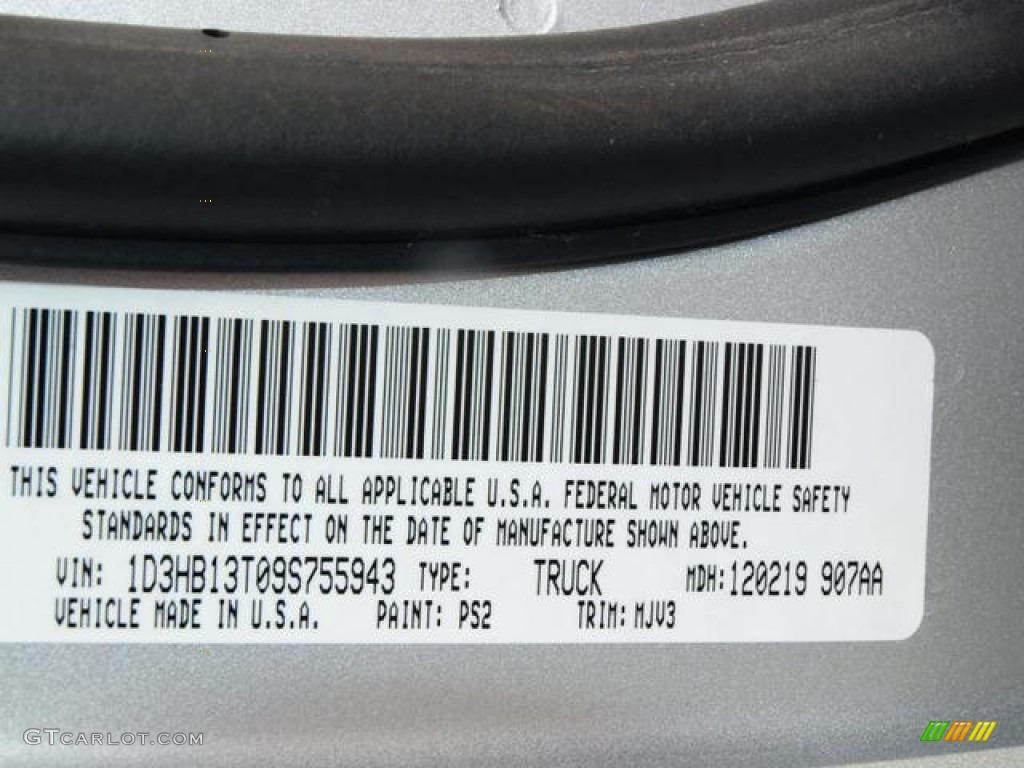 THIS VEHICLE CONFORMS TO ALL APPLICABLE U.S.A. FEDERAL MOTOR VEHICLE SAFETY
STANDARDS IN EFFECT ON THE DATE OF MANUFACTURE SHOWN ABOVE.
VIN: 1D3HB13T09S755943 TYPE: TRUCK MDH:120219 907AA
VEHICLE MADE IN U.S.A. PAINT: PS2 TRIM: MJV3
GTCARLOT.COM